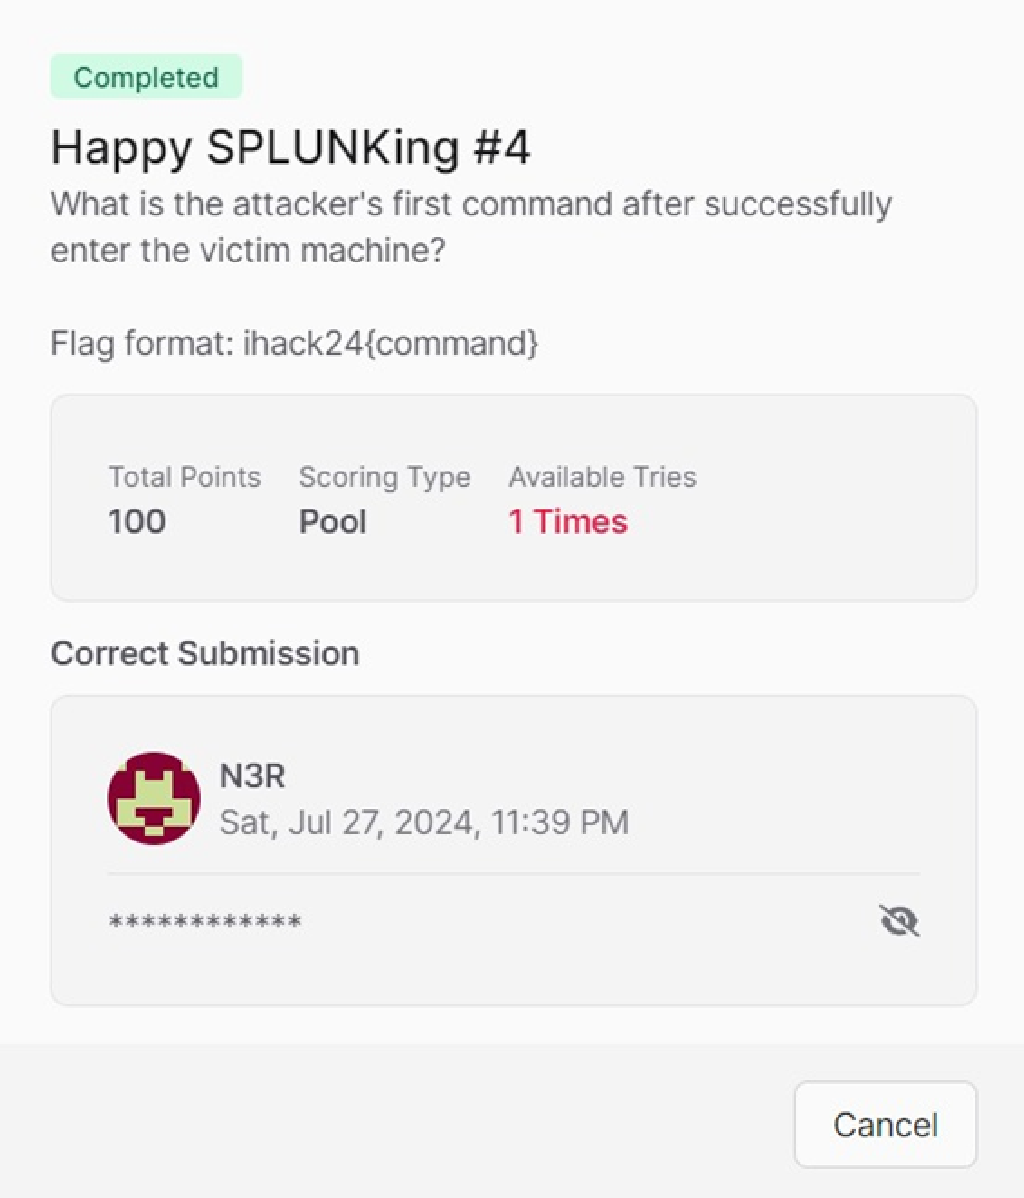 Completed
Happy SPLUNKing #4
What is the attacker's first command after successfully
enter the victim machine?
Flag format: ihack24{command}
Total Points Scoring Type Available Tries
100 Pool 1 Times
Correct Submission
N3R
Sat, Jul 27, 2024, 11:39 PM
************
Cancel